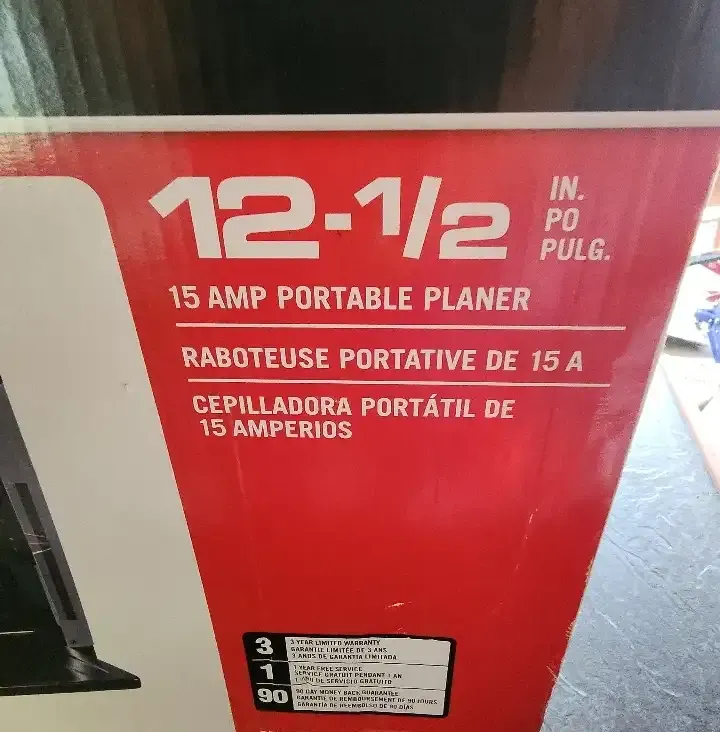 12-1/2 IN.
PO
PULG.
15 AMP PORTABLE PLANER
RABOTEUSE PORTATIVE DE 15 A
CEPILLADORA PORTÁTIL DE
15 AMPERIOS
3 3 YEAR LIMITED WARRANTY
GARANTIE LIMITÉE DE 3 ANS
3 AÑOS DE GARANTÍA LIMITADA
1 1 YEAR FREE SERVICE
SERVICE GRATUIT PENDANT 1 AN
1 AÑO DE SERVICIO GRATUITO
90 90 DAY MONEY BACK GUARANTEE
GARANTIE DE REMBOURSEMENT DE 90 JOURS
GARANTÍA DE REEMBOLSO DE 90 DÍAS